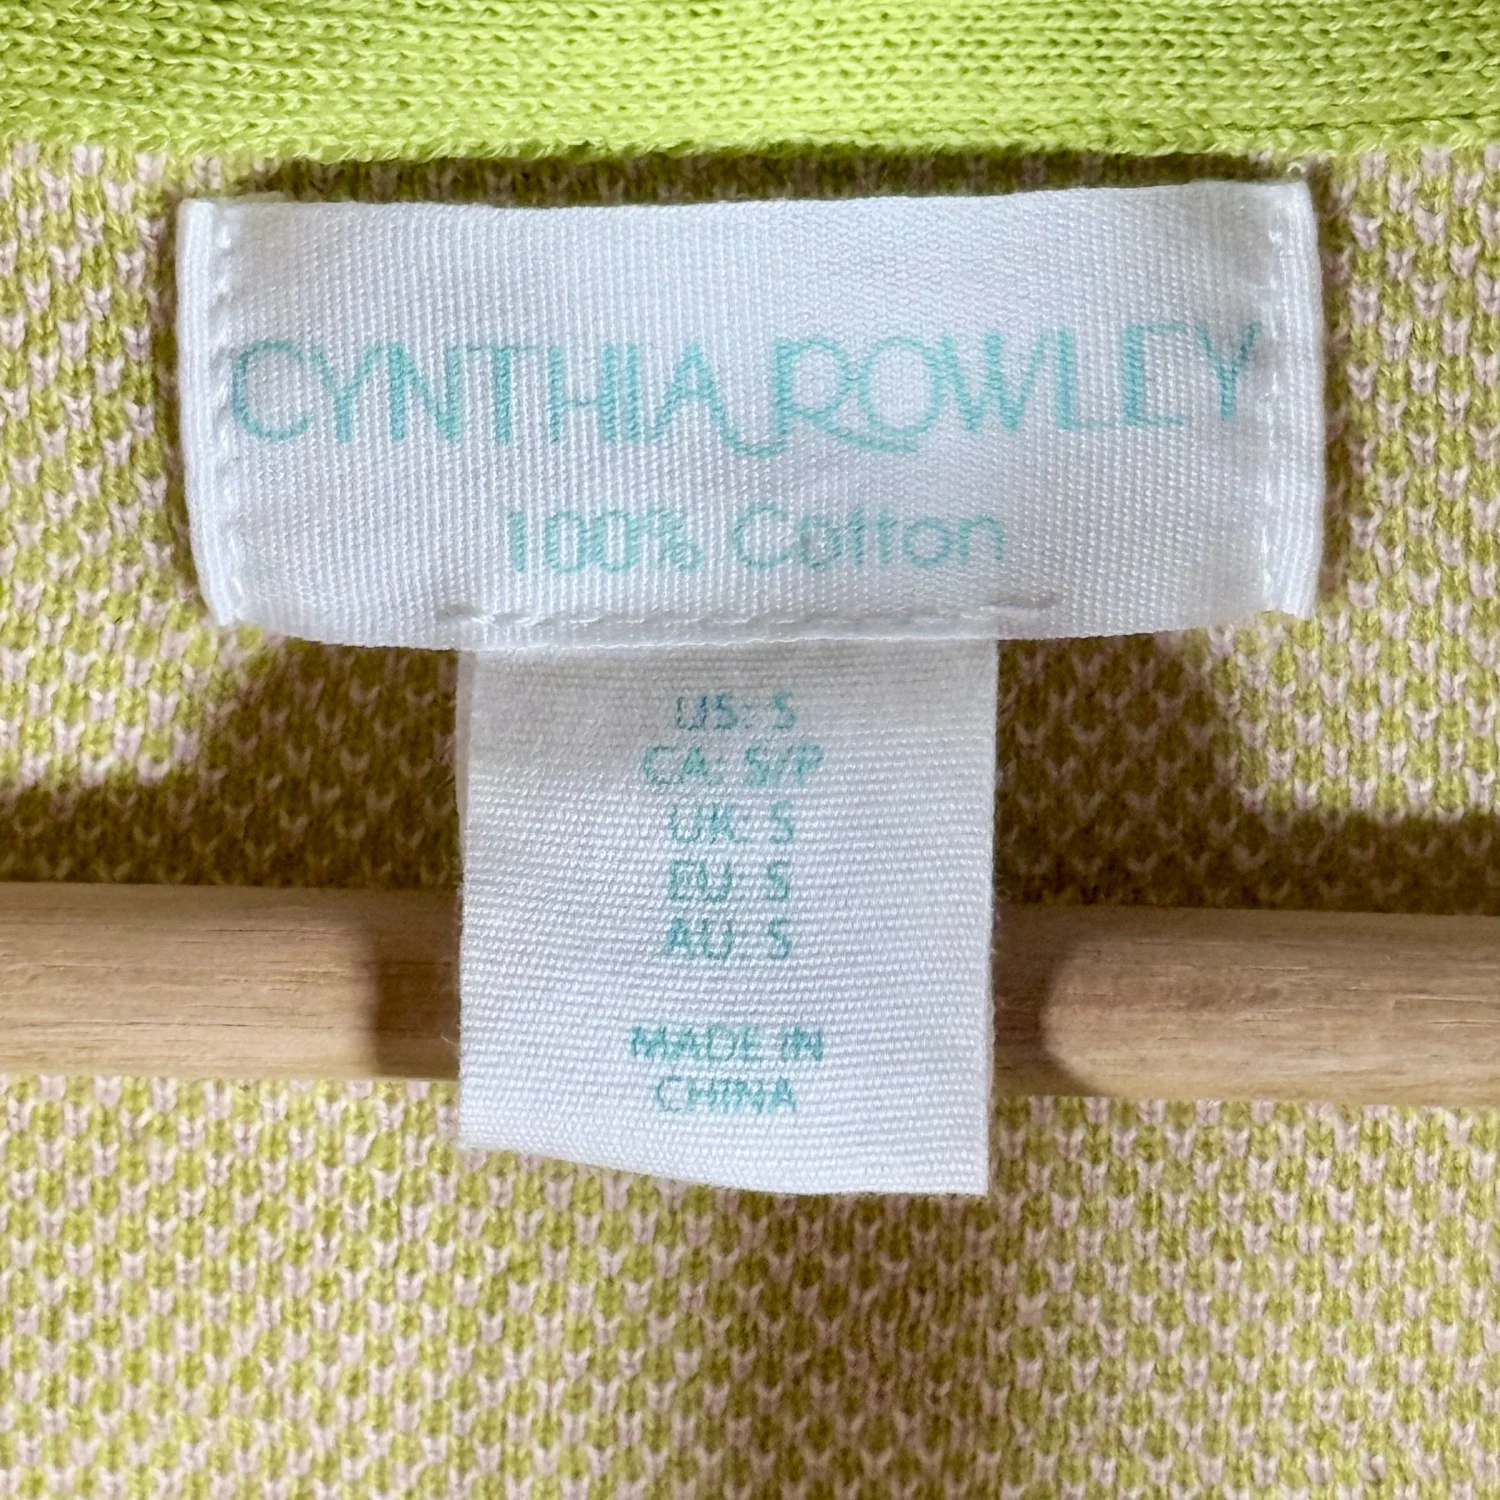 CYNTHIA ROWLEY
100% Cotton
US: S
CA: S/P
UK: S
EU: S
AU: S
MADE IN
CHINA